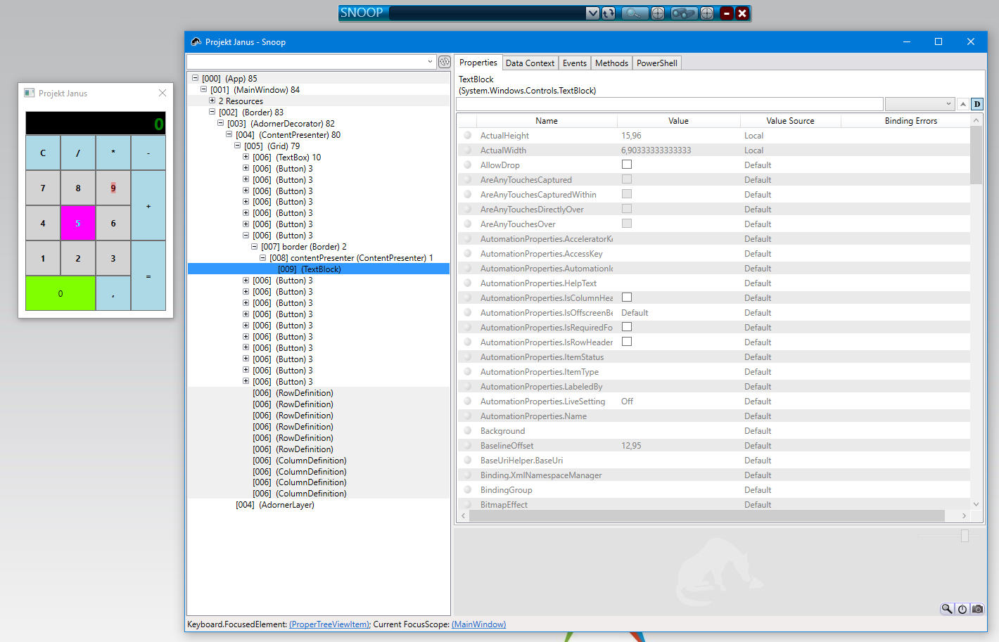 SNOOP
Projekt Janus - Snoop
Projekt Janus
0
C / * -
7 8 9 +
4 5 6
1 2 3 =
0 ,
[000] (App) 85
[001] (MainWindow) 84
2 Resources
[002] (Border) 83
[003] (AdornerDecorator) 82
[004] (ContentPresenter) 80
[005] (Grid) 79
[006] (TextBox) 10
[006] (Button) 3
[006] (Button) 3
[006] (Button) 3
[006] (Button) 3
[006] (Button) 3
[006] (Button) 3
[006] (Button) 3
[007] border (Border) 2
[008] contentPresenter (ContentPresenter) 1
[009] (TextBlock)
[006] (Button) 3
[006] (Button) 3
[006] (Button) 3
[006] (Button) 3
[006] (Button) 3
[006] (Button) 3
[006] (Button) 3
[006] (Button) 3
[006] (Button) 3
[006] (Button) 3
[006] (RowDefinition)
[006] (RowDefinition)
[006] (RowDefinition)
[006] (RowDefinition)
[006] (RowDefinition)
[006] (RowDefinition)
[006] (ColumnDefinition)
[006] (ColumnDefinition)
[006] (ColumnDefinition)
[006] (ColumnDefinition)
[004] (AdornerLayer)
Properties Data Context Events Methods PowerShell
TextBlock
(System.Windows.Controls.TextBlock)
D
Name Value Value Source Binding Errors
ActualHeight 15,96 Local
ActualWidth 6,90333333333333 Local
AllowDrop Default
AreAnyTouchesCaptured Default
AreAnyTouchesCapturedWithin Default
AreAnyTouchesDirectlyOver Default
AreAnyTouchesOver Default
AutomationProperties.AcceleratorKe Default
AutomationProperties.AccessKey Default
AutomationProperties.AutomationId Default
AutomationProperties.HelpText Default
AutomationProperties.IsColumnHea Default
AutomationProperties.IsOffscreenBe Default Default
AutomationProperties.IsRequiredFo Default
AutomationProperties.IsRowHeader Default
AutomationProperties.ItemStatus Default
AutomationProperties.ItemType Default
AutomationProperties.LabeledBy Default
AutomationProperties.LiveSetting Off Default
AutomationProperties.Name Default
Background Default
BaselineOffset 12,95 Default
BaseUriHelper.BaseUri Default
Binding.XmlNamespaceManager Default
BindingGroup Default
BitmapEffect Default
Keyboard.FocusedElement: (ProperTreeViewItem); Current FocusScope: (MainWindow)